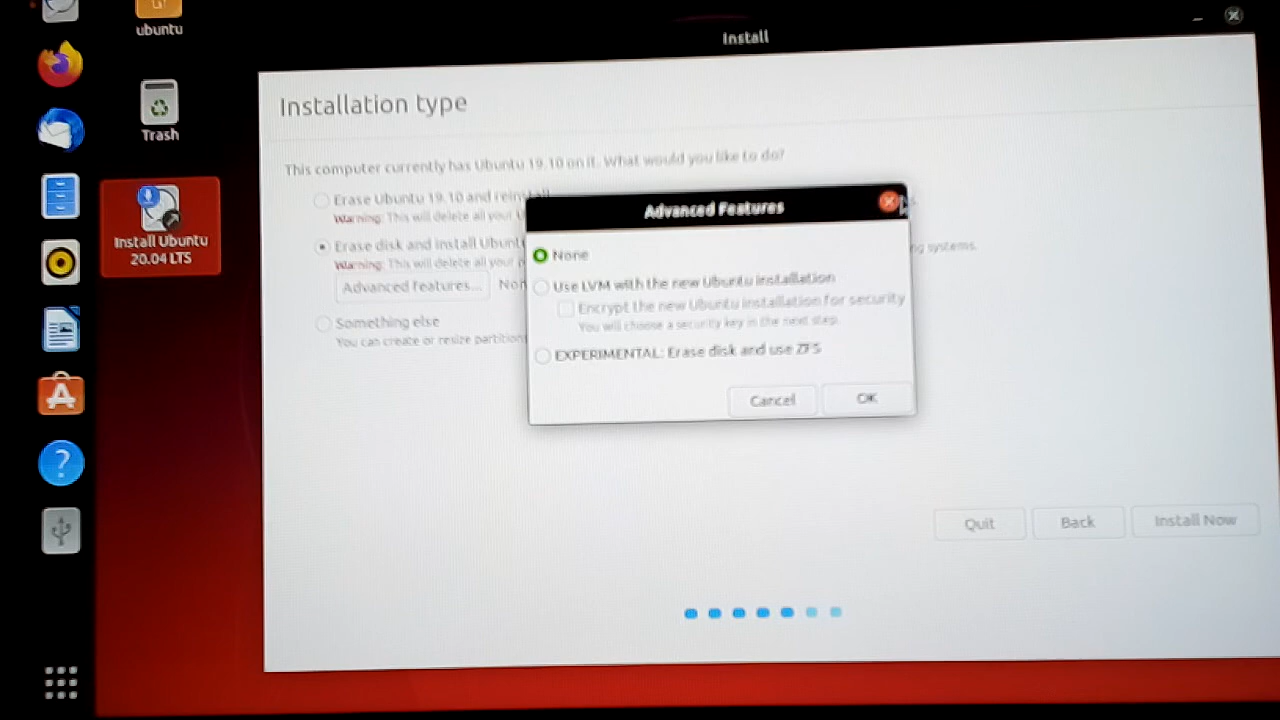 ubuntu
Trash
Install Ubuntu
20.04 LTS
Install
Installation type
This computer currently has Ubuntu 19.10 on it. What would you like to do?
Erase Ubuntu 19.10 and reinstall
Warning: This will delete all your
Erase disk and install Ubuntu
Warning: This will delete all your
ng systems.
Advanced features...
Non
Something else
You can create or resize partition
Advanced Features
None
Use LVM with the new Ubuntu installation
Encrypt the new Ubuntu installation for security
You will choose a security key in the next step.
EXPERIMENTAL: Erase disk and use ZFS
Cancel
OK
Quit
Back
Install Now